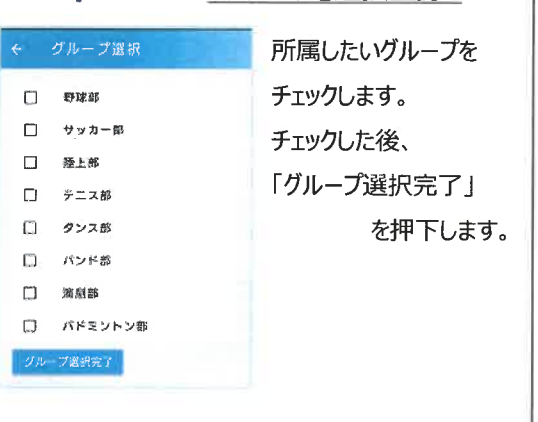 ← グループ選択
野球部
サッカー部
陸上部
テニス部
ダンス部
バンド部
演劇部
バドミントン部
グループ選択完了
所属したいグループを
チェックします。
チェックした後、
「グループ選択完了」
を押下します。